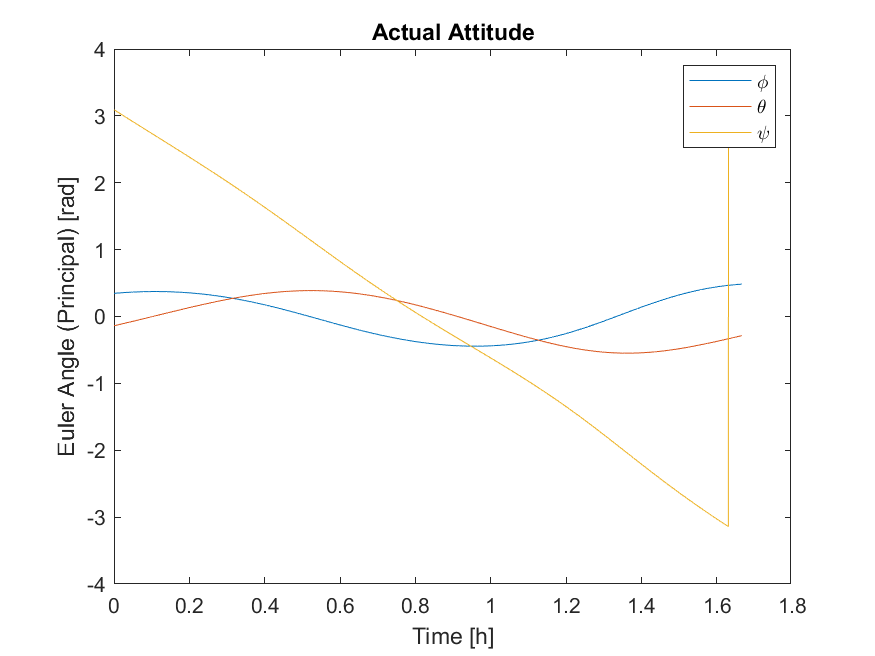 Actual Attitude
4
3
2
1
0
-1
-2
-3
-4
Euler Angle (Principal) [rad]
ϕ
θ
ψ
0 0.2 0.4 0.6 0.8 1 1.2 1.4 1.6 1.8
Time [h]